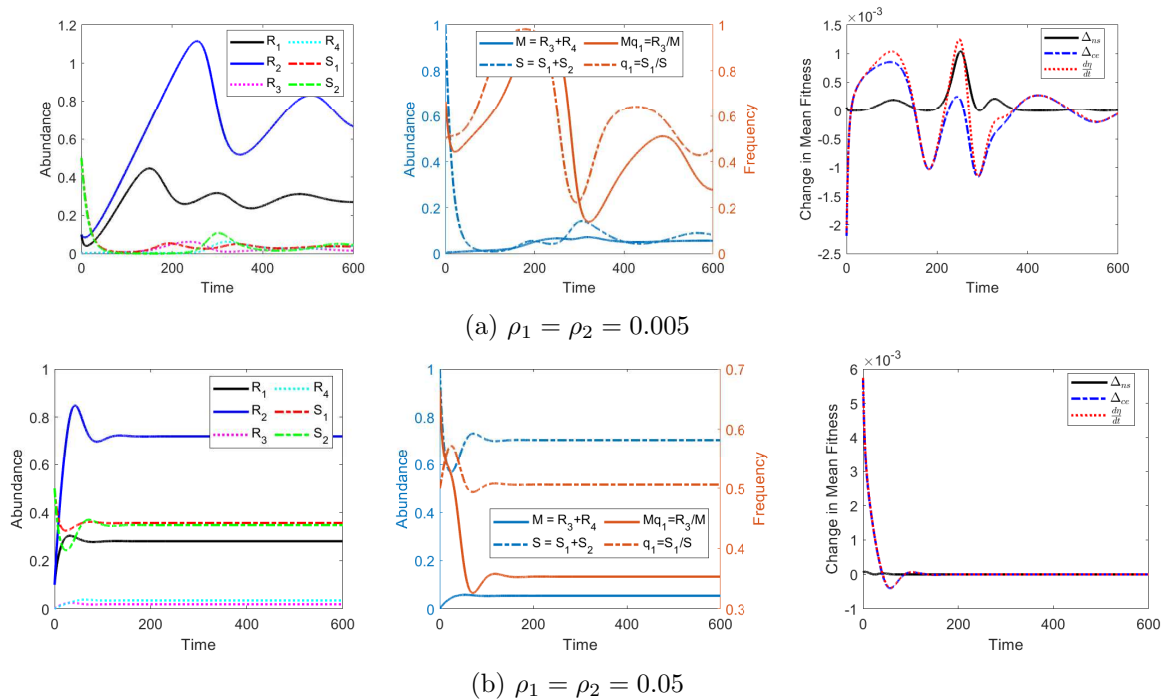 1.2
1
0.8
0.6
0.4
0.2
0
Abundance
R₁ R₄
R₂ S₁
R₃ S₂
0 200 400 600
Time
1
0.8
0.6
0.4
0.2
0
Abundance
M = R₃+R₄ Mq₁=R₃/M
S = S₁+S₂ q₁=S₁/S
1
0.8
0.6
0.4
0.2
0
Frequency
0 200 400 600
Time
×10⁻³
1.5
1
0.5
0
-0.5
-1
-1.5
-2
-2.5
Change in Mean Fitness
Δₙₛ
Δ_{ce}
dη/dt
0 200 400 600
Time
(a) ρ₁ = ρ₂ = 0.005
1
0.8
0.6
0.4
0.2
0
Abundance
R₁ R₄
R₂ S₁
R₃ S₂
0 200 400 600
Time
1
0.8
0.6
0.4
0.2
0
Abundance
M = R₃+R₄ Mq₁=R₃/M
S = S₁+S₂ q₁=S₁/S
0.7
0.6
0.5
0.4
0.3
Frequency
0 200 400 600
Time
×10⁻³
6
5
4
3
2
1
0
-1
Change in Mean Fitness
Δₙₛ
Δ_{ce}
dη/dt
0 200 400 600
Time
(b) ρ₁ = ρ₂ = 0.05